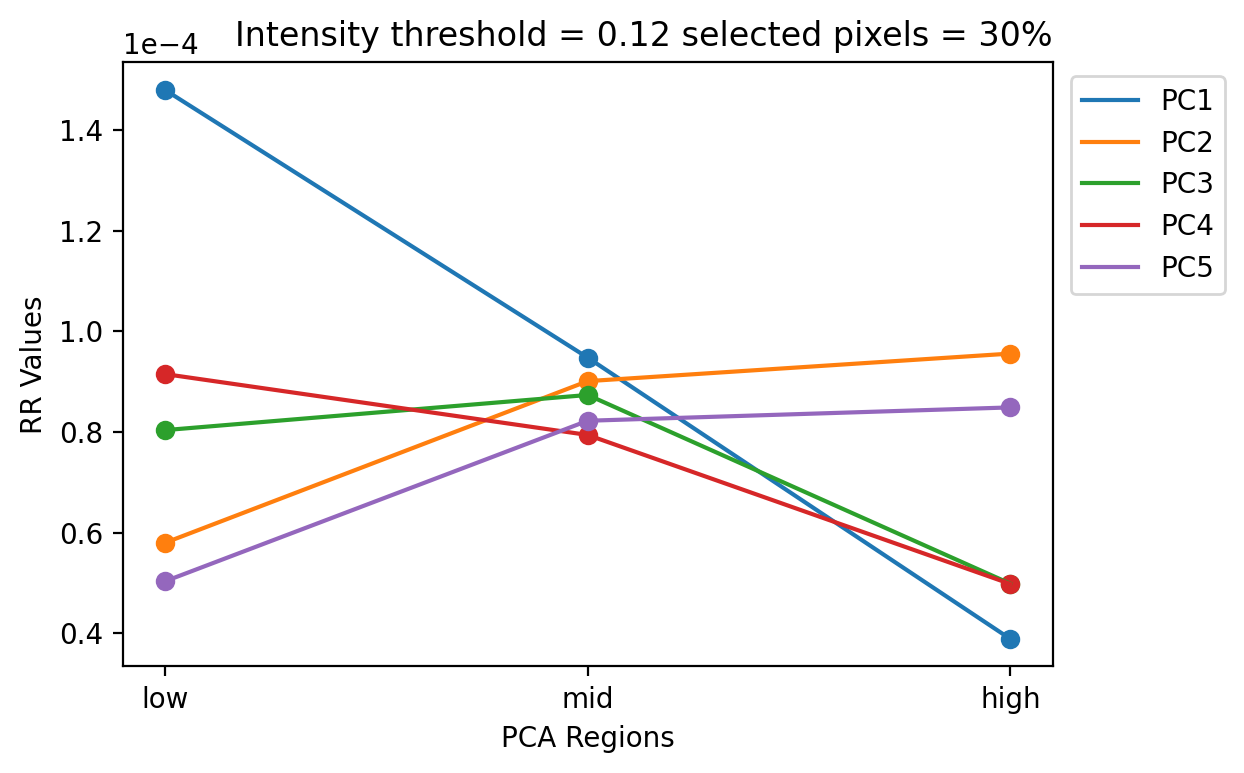 Intensity threshold = 0.12 selected pixels = 30%
1e−4
1.4
1.2
1.0
0.8
0.6
0.4
RR Values
low
mid
high
PCA Regions
PC1
PC2
PC3
PC4
PC5